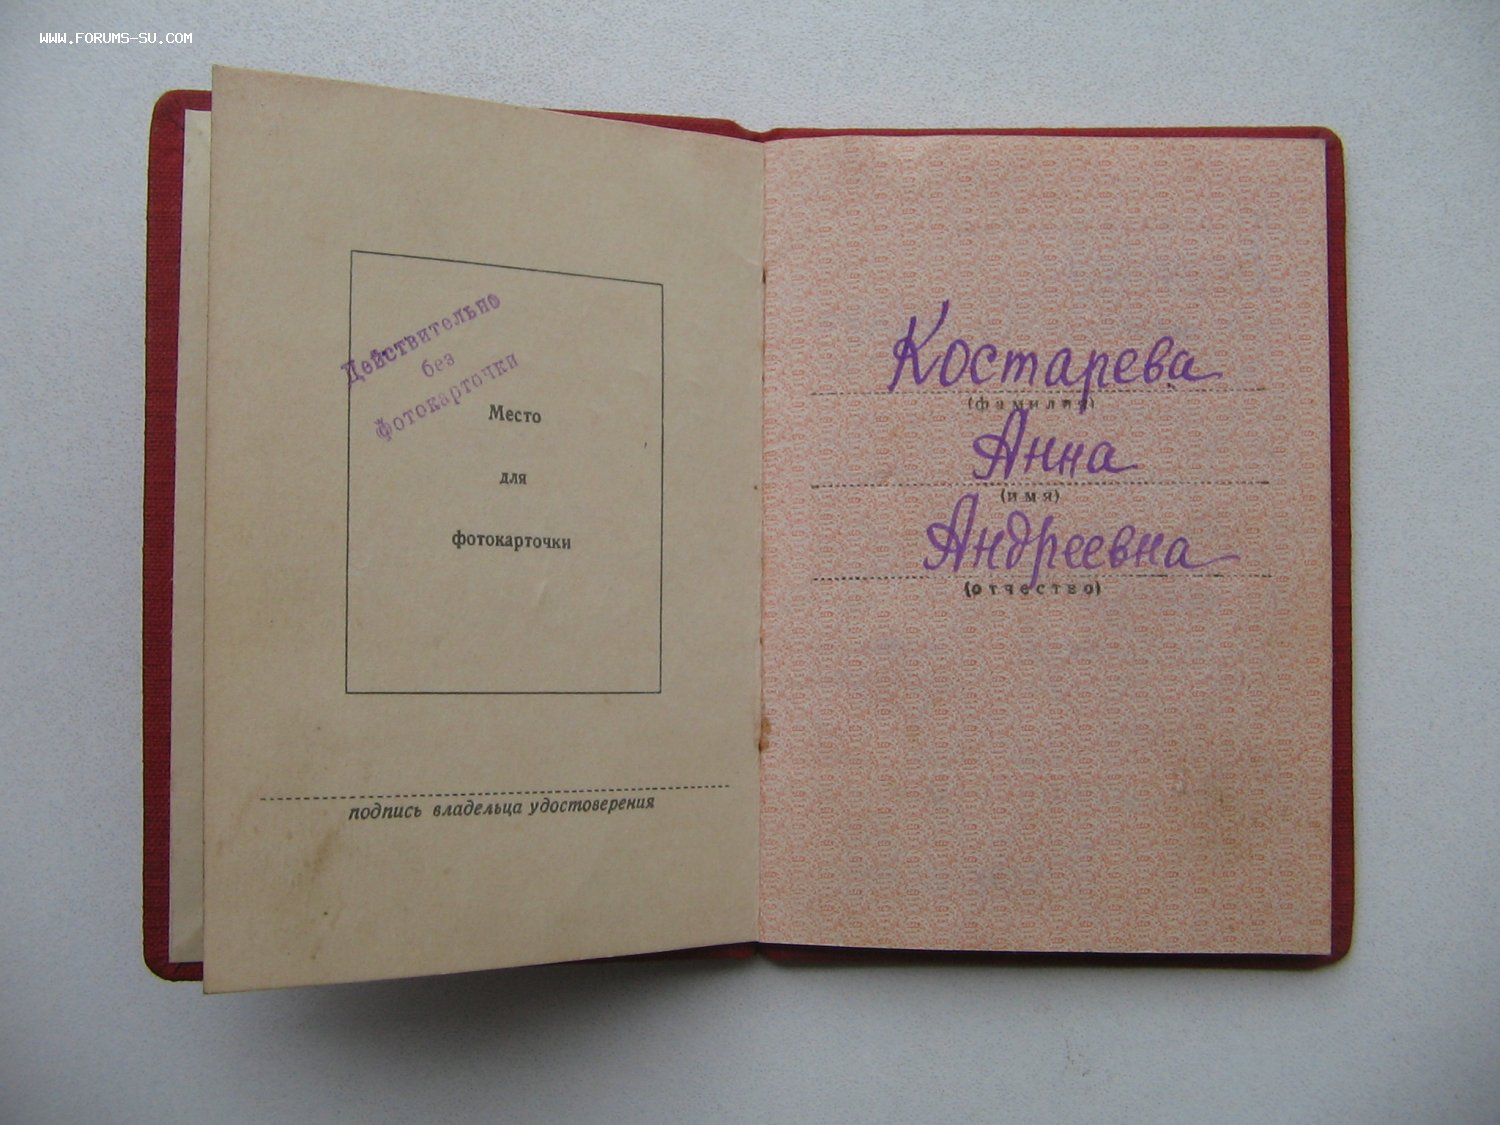 WWW.FORUMS-SU.COM
Действительно
без
фотокарточки
Место
для
фотокарточки
подпись владельца удостоверения
Костарева
(фамилия)
Анна
(имя)
Андреевна
(отчество)